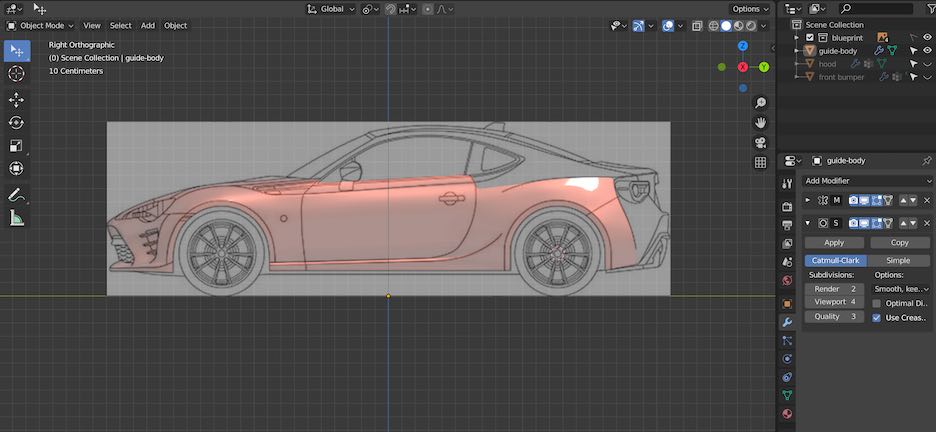 Global
Options
Object Mode View Select Add Object
Right Orthographic
(0) Scene Collection | guide-body
10 Centimeters
Z
X
Y
Scene Collection
blueprint
guide-body
hood
front bumper
guide-body
Add Modifier
M
S
Apply Copy
Catmull-Clark Simple
Subdivisions: Options:
Render 2 Smooth, kee..
Viewport 4 Optimal Di..
Quality 3 Use Creas..